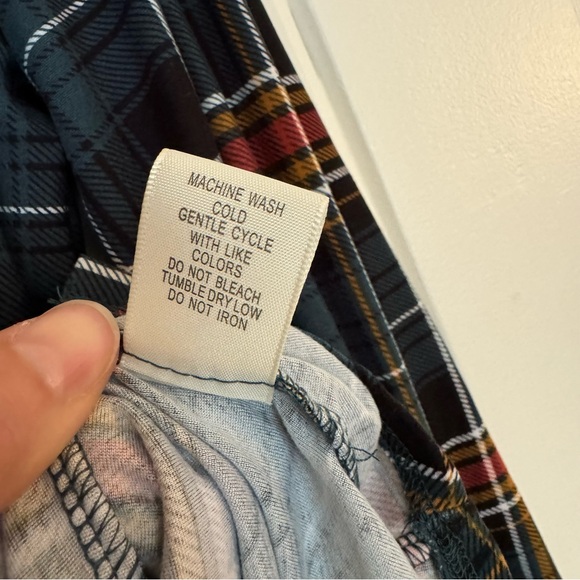 MACHINE WASH
COLD
GENTLE CYCLE
WITH LIKE
COLORS
DO NOT BLEACH
TUMBLE DRY LOW
DO NOT IRON